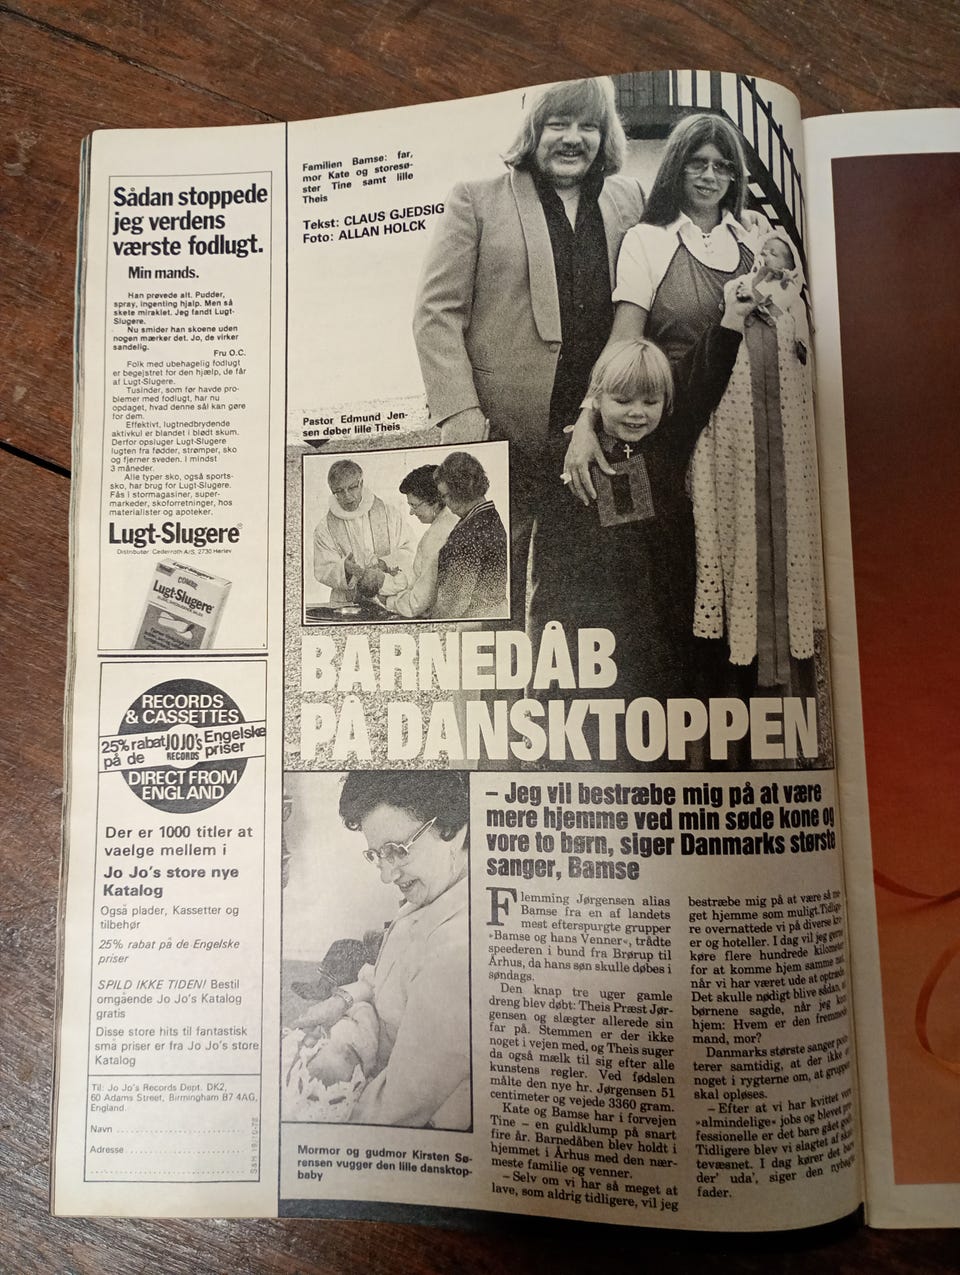 Sådan stoppede
jeg verdens
værste fodlugt.
Min mands.
Han prøvede alt. Pudder,
spray, ingenting hjalp. Men så
skete miraklet. Jeg fandt Lugt-
Slugere.
Nu smider han skoene uden
nogen mærker det. Jo, de virker
sandelig.
Fru O.C.
Folk med ubehagelig fodlugt
er begejstret for den hjælp, de får
af Lugt-Slugere.
Tusinder, som før havde pro-
blemer med fodlugt, har nu
opdaget, hvad denne sål kan gøre
for dem.
Effektivt, lugtnedbrydende
aktivkul er blandet i blødt skum.
Derfor opsluger Lugt-Slugere
lugten fra fødder, strømper, sko
og fjerner sveden. I mindst
3 måneder.
Alle typer sko, også sports-
sko, har brug for Lugt-Slugere.
Fås i stormagasiner, super-
markeder, skoforretninger, hos
materialister og apoteker.
Lugt-Slugere®
Distributør: Cederroth A/S, 2730 Herlev
Lugt-Slugere
COMBI
Lugt-Slugere
RECORDS
& CASSETTES
25% rabat
på de
JOJO's
RECORDS
Engelske
priser
DIRECT FROM
ENGLAND
Der er 1000 titler at
vaelge mellem i
Jo Jo's store nye
Katalog
Også plader, Kassetter og
tilbehør
25% rabat på de Engelske
priser
SPILD IKKE TIDEN! Bestil
omgående Jo Jo's Katalog
gratis
Disse store hits til fantastisk
små priser er fra Jo Jo's store
Katalog
Til: Jo Jo's Records Dept. DK2,
60 Adams Street, Birmingham B7 4AG,
England.
Navn
Adresse
S&H 19/10-78
Familien Bamse: far,
mor Kate og storesø-
ster Tine samt lille
Theis
Tekst: CLAUS GJEDSIG
Foto: ALLAN HOLCK
Pastor Edmund Jen-
sen døber lille Theis
BARNEDÅB
PÅ DANSKTOPPEN
– Jeg vil bestræbe mig på at være
mere hjemme ved min søde kone og
vore to børn, siger Danmarks største
sanger, Bamse
Flemming Jørgensen alias
Bamse fra en af landets
mest efterspurgte grupper
»Bamse og hans Venner«, trådte
speederen i bund fra Brørup til
Århus, da hans søn skulle døbes i
søndags.
Den knap tre uger gamle
dreng blev døbt: Theis Præst Jør-
gensen og slægter allerede sin
far på. Stemmen er der ikke
noget i vejen med, og Theis suger
da også mælk til sig efter alle
kunstens regler. Ved fødslen
målte den nye hr. Jørgensen 51
centimeter og vejede 3360 gram.
Kate og Bamse har i forvejen
Tine – en guldklump på snart
fire år. Barnedåben blev holdt i
hjemmet i Århus med den nær-
meste familie og venner.
– Selv om vi har så meget at
lave, som aldrig tidligere, vil jeg
bestræbe mig på at være så me
get hjemme som muligt. Tidlige-
re overnattede vi på diverse kro-
er og hoteller. I dag vil jeg gerne
køre flere hundrede kilometer
for at komme hjem samme nat,
når vi har været ude at optræde.
Det skulle nødigt blive sådan, at
børnene sagde, når jeg kom
hjem: Hvem er den fremmede
mand, mor?
Danmarks største sanger poin-
terer samtidig, at der ikke er
noget i rygterne om, at gruppen
skal opløses.
– Efter at vi har kvittet vore
»almindelige« jobs og blevet pro-
fessionelle er det bare gået godt.
Tidligere blev vi slagtet af skat-
tevæsnet. I dag kører det bare
der' uda', siger den nybagte
fader.
Mormor og gudmor Kirsten Sø-
rensen vugger den lille dansktop-
baby